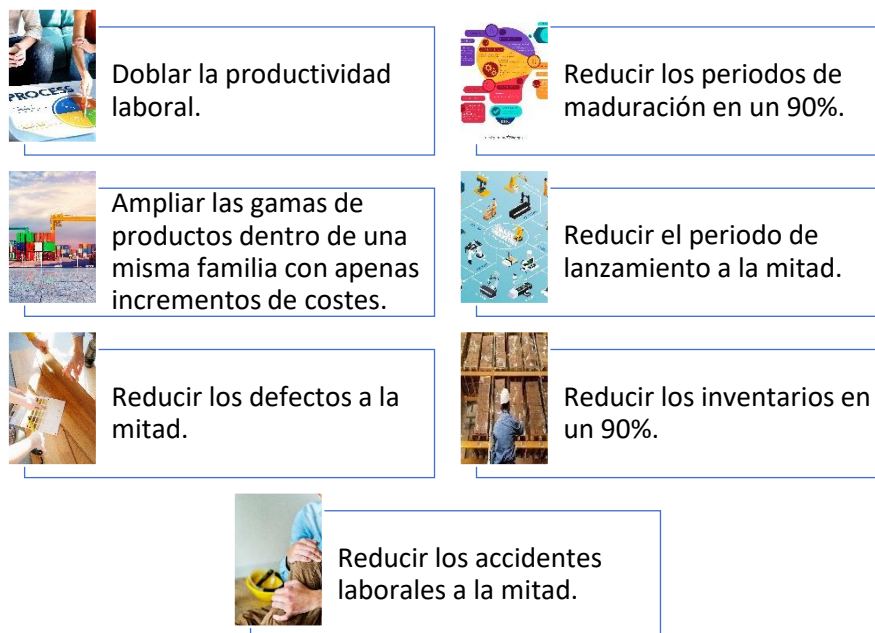 Doblar la productividad
laboral.
Reducir los periodos de
maduración en un 90%.
Ampliar las gamas de
productos dentro de una
misma familia con apenas
incrementos de costes.
Reducir el periodo de
lanzamiento a la mitad.
Reducir los defectos a la
mitad.
Reducir los inventarios en
un 90%.
Reducir los accidentes
laborales a la mitad.
PROCESS